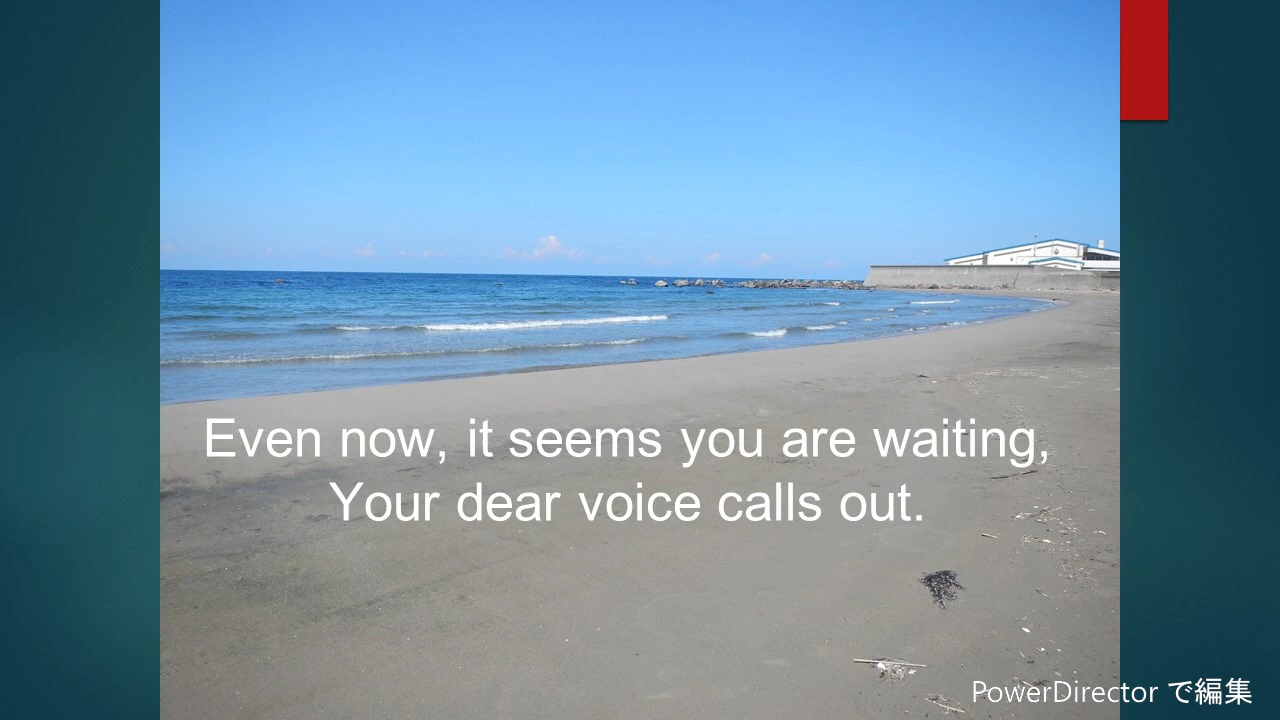 Even now, it seems you are waiting,
Your dear voice calls out.
PowerDirector で編集